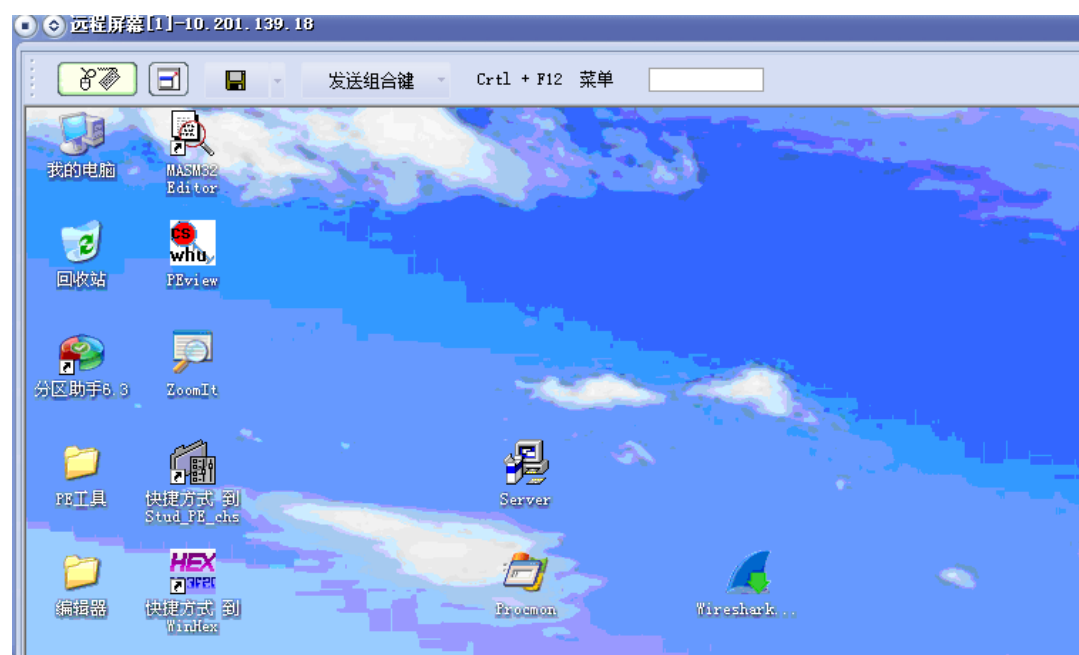 远程屏幕[1]-10.201.139.18
发送组合键
Crtl + F12 菜单
我的电脑
MASM32
Editor
回收站
CS
whu
PEview
分区助手6.3
ZoomIt
PE工具
快捷方式 到
Stud_PE_chs
Server
编辑器
HEX
快捷方式 到
WinHex
Procmon
Wireshark...